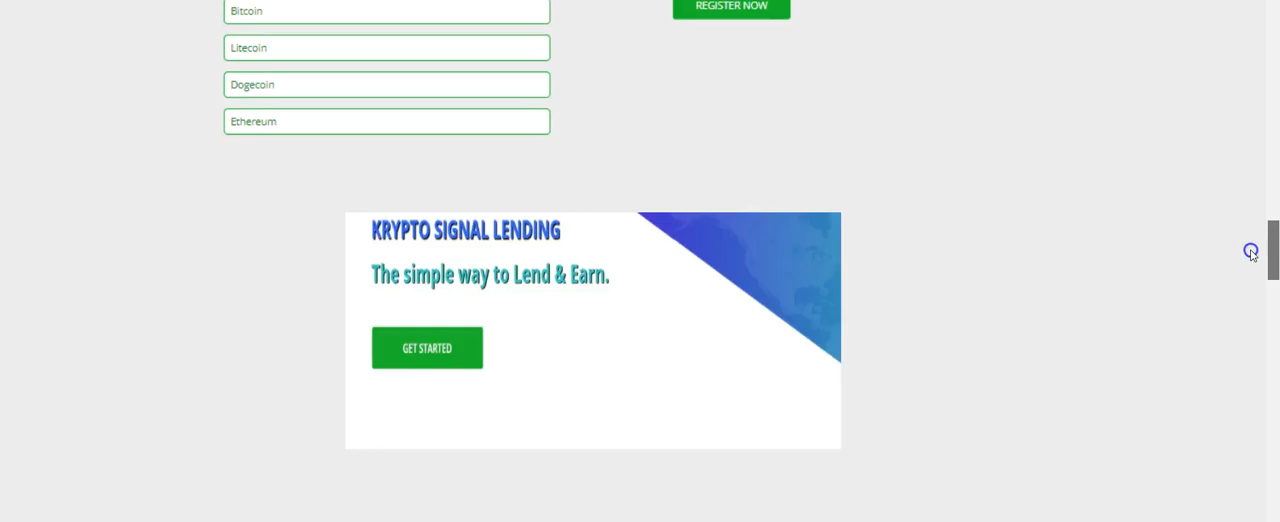 Bitcoin
REGISTER NOW
Litecoin
Dogecoin
Ethereum
KRYPTO SIGNAL LENDING
The simple way to Lend & Earn.
GET STARTED